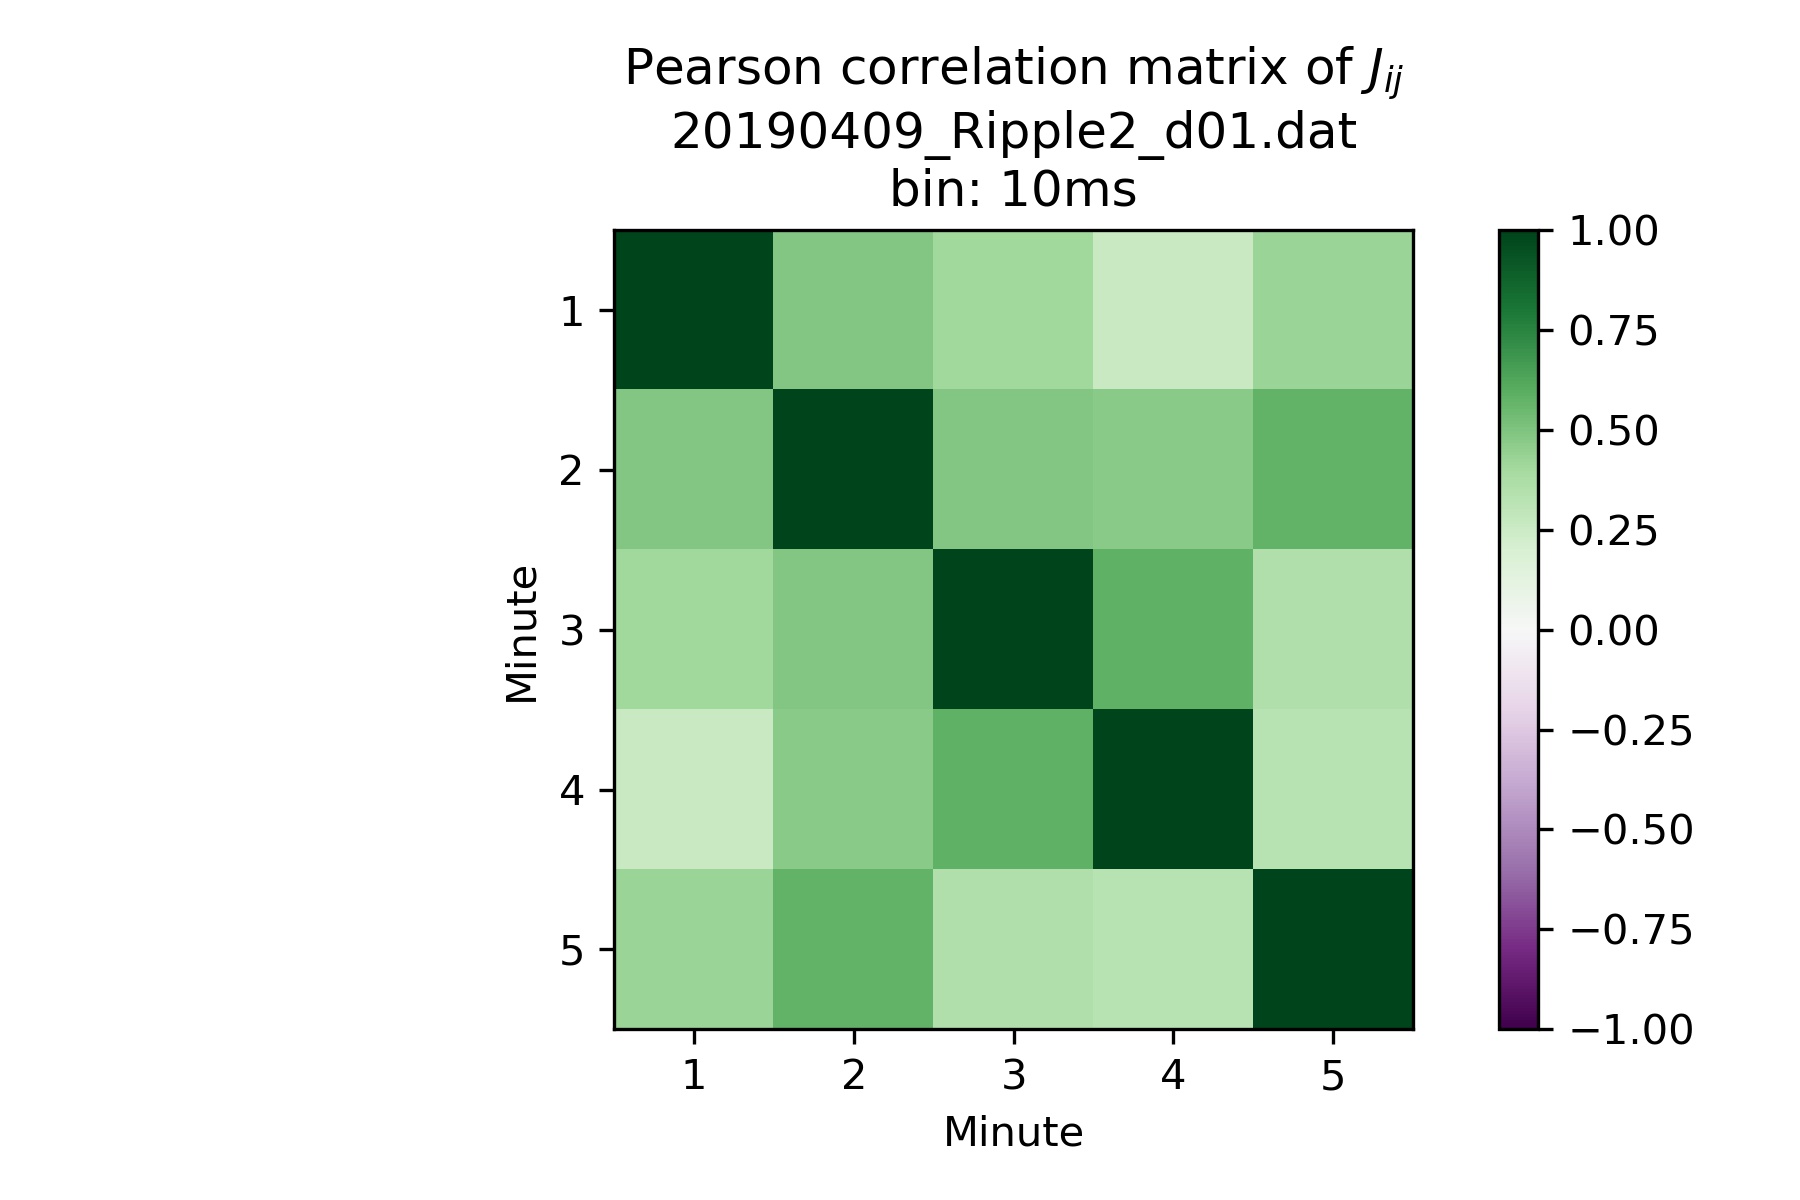 Pearson correlation matrix of J_ij
20190409_Ripple2_d01.dat
bin: 10ms
Minute
1
2
3
4
5
1 2 3 4 5
Minute
1.00
0.75
0.50
0.25
0.00
−0.25
−0.50
−0.75
−1.00